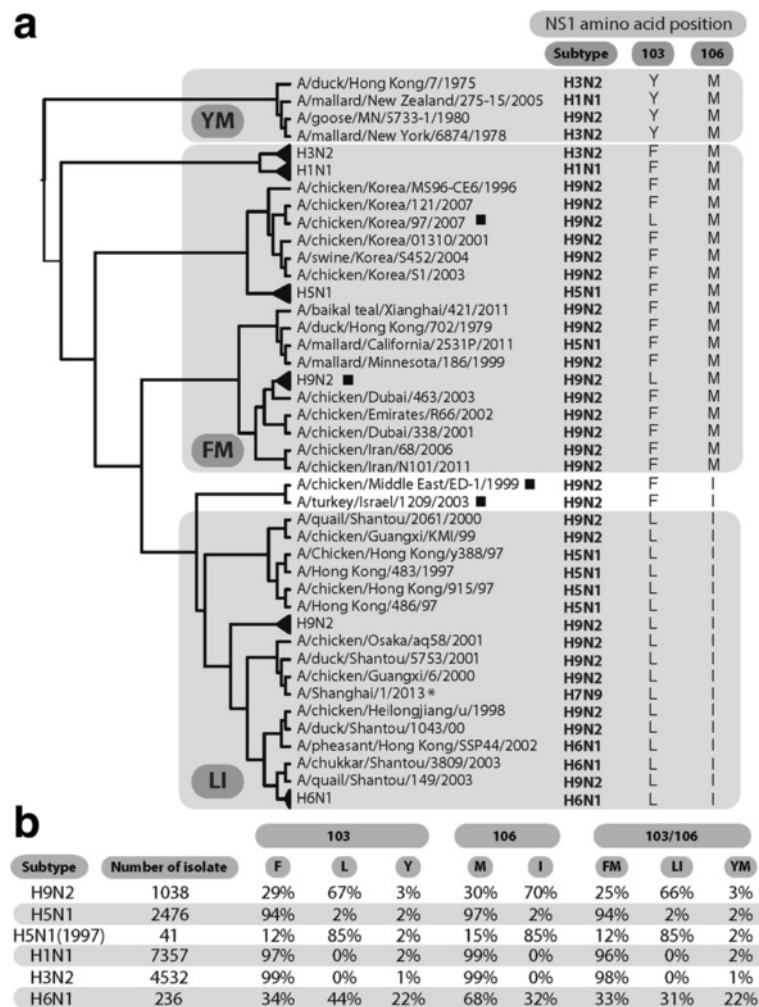 a
NS1 amino acid position
Subtype 103 106
A/duck/Hong Kong/7/1975 H3N2 Y M
A/mallard/New Zealand/275-15/2005 H1N1 Y M
A/goose/MN/5733-1/1980 H9N2 Y M
A/mallard/New York/6874/1978 H3N2 Y M
YM
H3N2 H3N2 F M
H1N1 H1N1 F M
A/chicken/Korea/MS96-CE6/1996 H9N2 F M
A/chicken/Korea/121/2007 H9N2 F M
A/chicken/Korea/97/2007 ■ H9N2 L M
A/chicken/Korea/01310/2001 H9N2 F M
A/swine/Korea/S452/2004 H9N2 F M
A/chicken/Korea/S1/2003 H9N2 F M
H5N1 H5N1 F M
A/baikal teal/Xianghai/421/2011 H9N2 F M
A/duck/Hong Kong/702/1979 H9N2 F M
A/mallard/California/2531P/2011 H5N1 F M
A/mallard/Minnesota/186/1999 H9N2 F M
H9N2 ■ H9N2 L M
A/chicken/Dubai/463/2003 H9N2 F M
A/chicken/Emirates/R66/2002 H9N2 F M
A/chicken/Dubai/338/2001 H9N2 F M
A/chicken/Iran/68/2006 H9N2 F M
A/chicken/Iran/N101/2011 H9N2 F M
FM
A/chicken/Middle East/ED-1/1999 ■ H9N2 F I
A/turkey/Israel/1209/2003 ■ H9N2 F I
A/quail/Shantou/2061/2000 H9N2 L I
A/chicken/Guangxi/KMI/99 H9N2 L I
A/Chicken/Hong Kong/y388/97 H5N1 L I
A/Hong Kong/483/1997 H5N1 L I
A/chicken/Hong Kong/915/97 H5N1 L I
A/Hong Kong/486/97 H5N1 L I
H9N2 H9N2 L I
A/chicken/Osaka/aq58/2001 H9N2 L I
A/duck/Shantou/5753/2001 H9N2 L I
A/chicken/Guangxi/6/2000 H9N2 L I
A/Shanghai/1/2013 * H7N9 L I
A/chicken/Heilongjiang/u/1998 H9N2 L I
A/duck/Shantou/1043/00 H9N2 L I
A/pheasant/Hong Kong/SSP44/2002 H6N1 L I
A/chukkar/Shantou/3809/2003 H6N1 L I
A/quail/Shantou/149/2003 H9N2 L I
H6N1 H6N1 L I
LI
b
103 106 103/106
Subtype Number of isolate F L Y M I FM LI YM
H9N2 1038 29% 67% 3% 30% 70% 25% 66% 3%
H5N1 2476 94% 2% 2% 97% 2% 94% 2% 2%
H5N1(1997) 41 12% 85% 2% 15% 85% 12% 85% 2%
H1N1 7357 97% 0% 2% 99% 0% 96% 0% 2%
H3N2 4532 99% 0% 1% 99% 0% 98% 0% 1%
H6N1 236 34% 44% 22% 68% 32% 33% 31% 22%